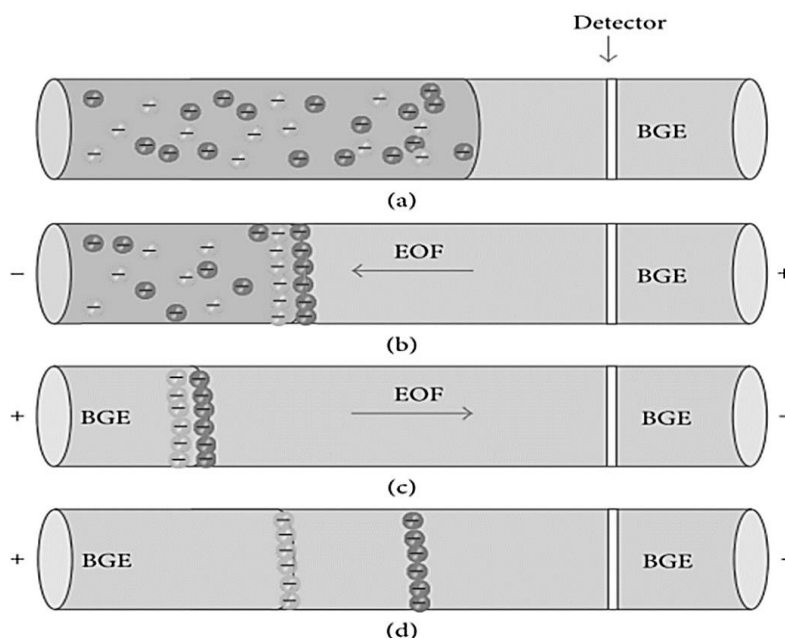 Detector
BGE
(a)
− EOF BGE +
(b)
+ BGE EOF BGE −
(c)
+ BGE BGE −
(d)